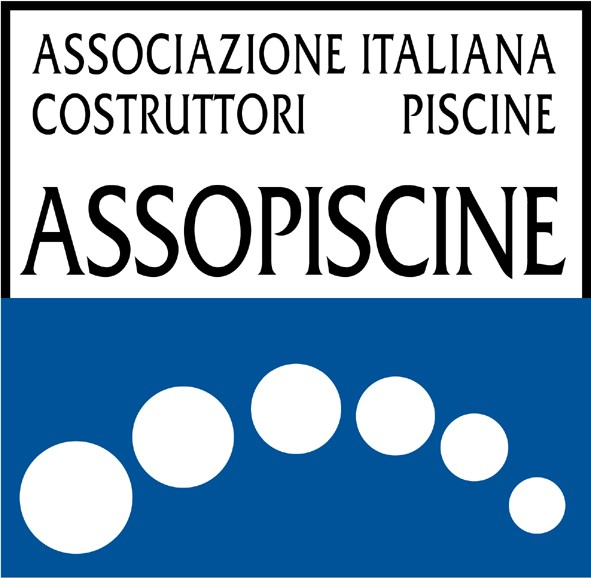 ASSOCIAZIONE ITALIANA
COSTRUTTORI PISCINE
ASSOPISCINE